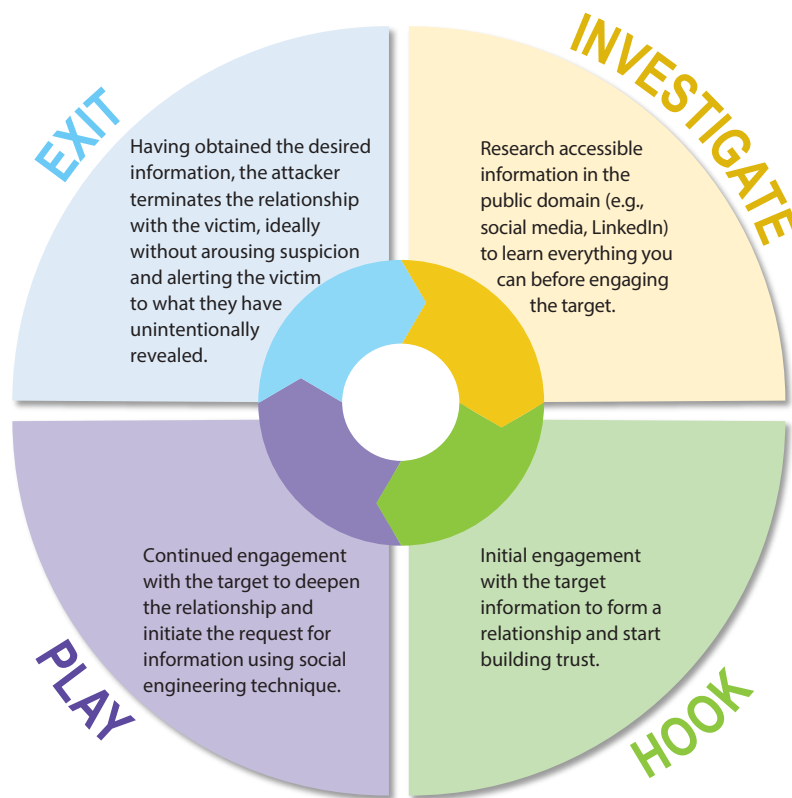 INVESTIGATE
Research accessible
information in the
public domain (e.g.,
social media, LinkedIn)
to learn everything you
can before engaging
the target.
HOOK
Initial engagement
with the target
information to form a
relationship and start
building trust.
PLAY
Continued engagement
with the target to deepen
the relationship and
initiate the request for
information using social
engineering technique.
EXIT
Having obtained the desired
information, the attacker
terminates the relationship
with the victim, ideally
without arousing suspicion
and alerting the victim
to what they have
unintentionally
revealed.